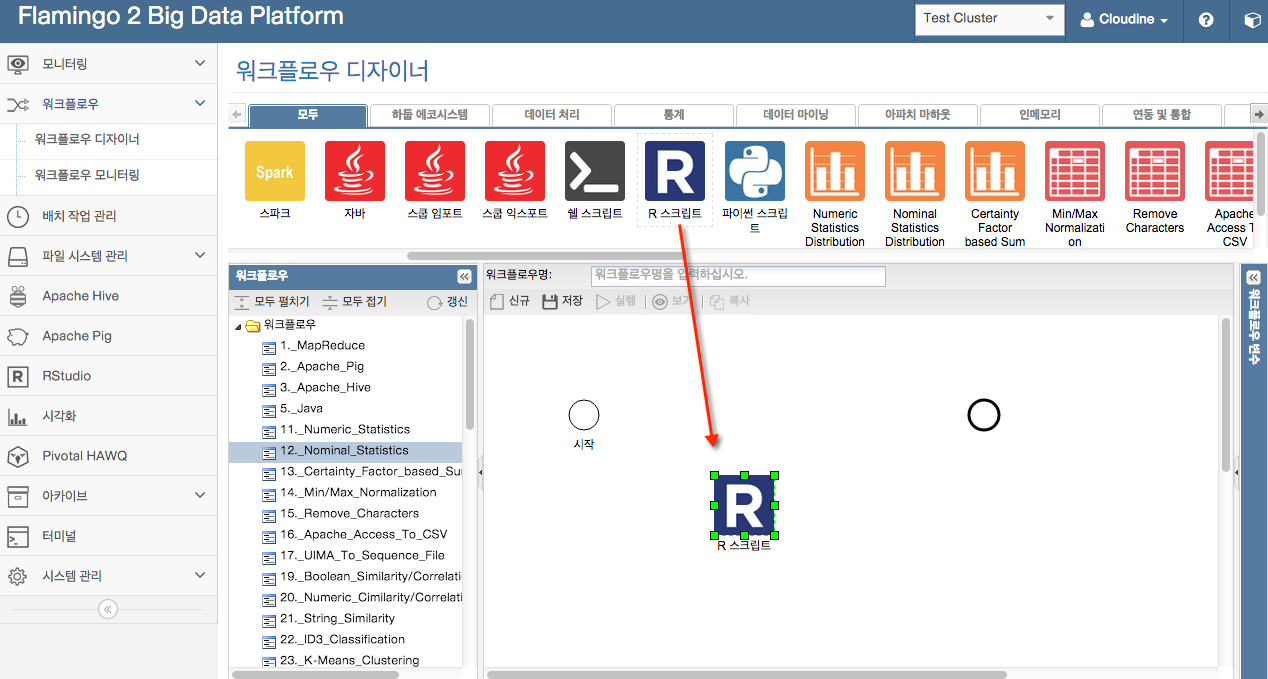 Flamingo 2 Big Data Platform
Test Cluster
Cloudine
?
모니터링
워크플로우
워크플로우 디자이너
워크플로우 모니터링
배치 작업 관리
파일 시스템 관리
Apache Hive
Apache Pig
R
RStudio
시각화
Pivotal HAWQ
아카이브
터미널
시스템 관리
워크플로우 디자이너
모두
하둡 에코시스템
데이터 처리
통계
데이터 마이닝
아파치 마하웃
인메모리
연동 및 통합
Spark
R
스파크
자바
스쿱 임포트
스쿱 익스포트
쉘 스크립트
R 스크립트
파이썬 스크립
트
Numeric
Statistics
Distribution
Nominal
Statistics
Distribution
Certainty
Factor
based Sum
Min/Max
Normalizati
on
Remove
Characters
Apache
Access T
CSV
워크플로우
모두 펼치기
모두 접기
갱신
워크플로우
1._MapReduce
2._Apache_Pig
3._Apache_Hive
5._Java
11._Numeric_Statistics
12._Nominal_Statistics
13._Certainty_Factor_based_Su
14._Min/Max_Normalization
15._Remove_Characters
16._Apache_Access_To_CSV
17._UIMA_To_Sequence_File
19._Boolean_Similarity/Correlati
20._Numeric_Cimilarity/Correlati
21._String_Similarity
22._ID3_Classification
23._K-Means_Clustering
워크플로우명:
워크플로우명을 입력하십시오.
신규
저장
실행
보기
복사
시작
R
R 스크립트
워크플로우 변수